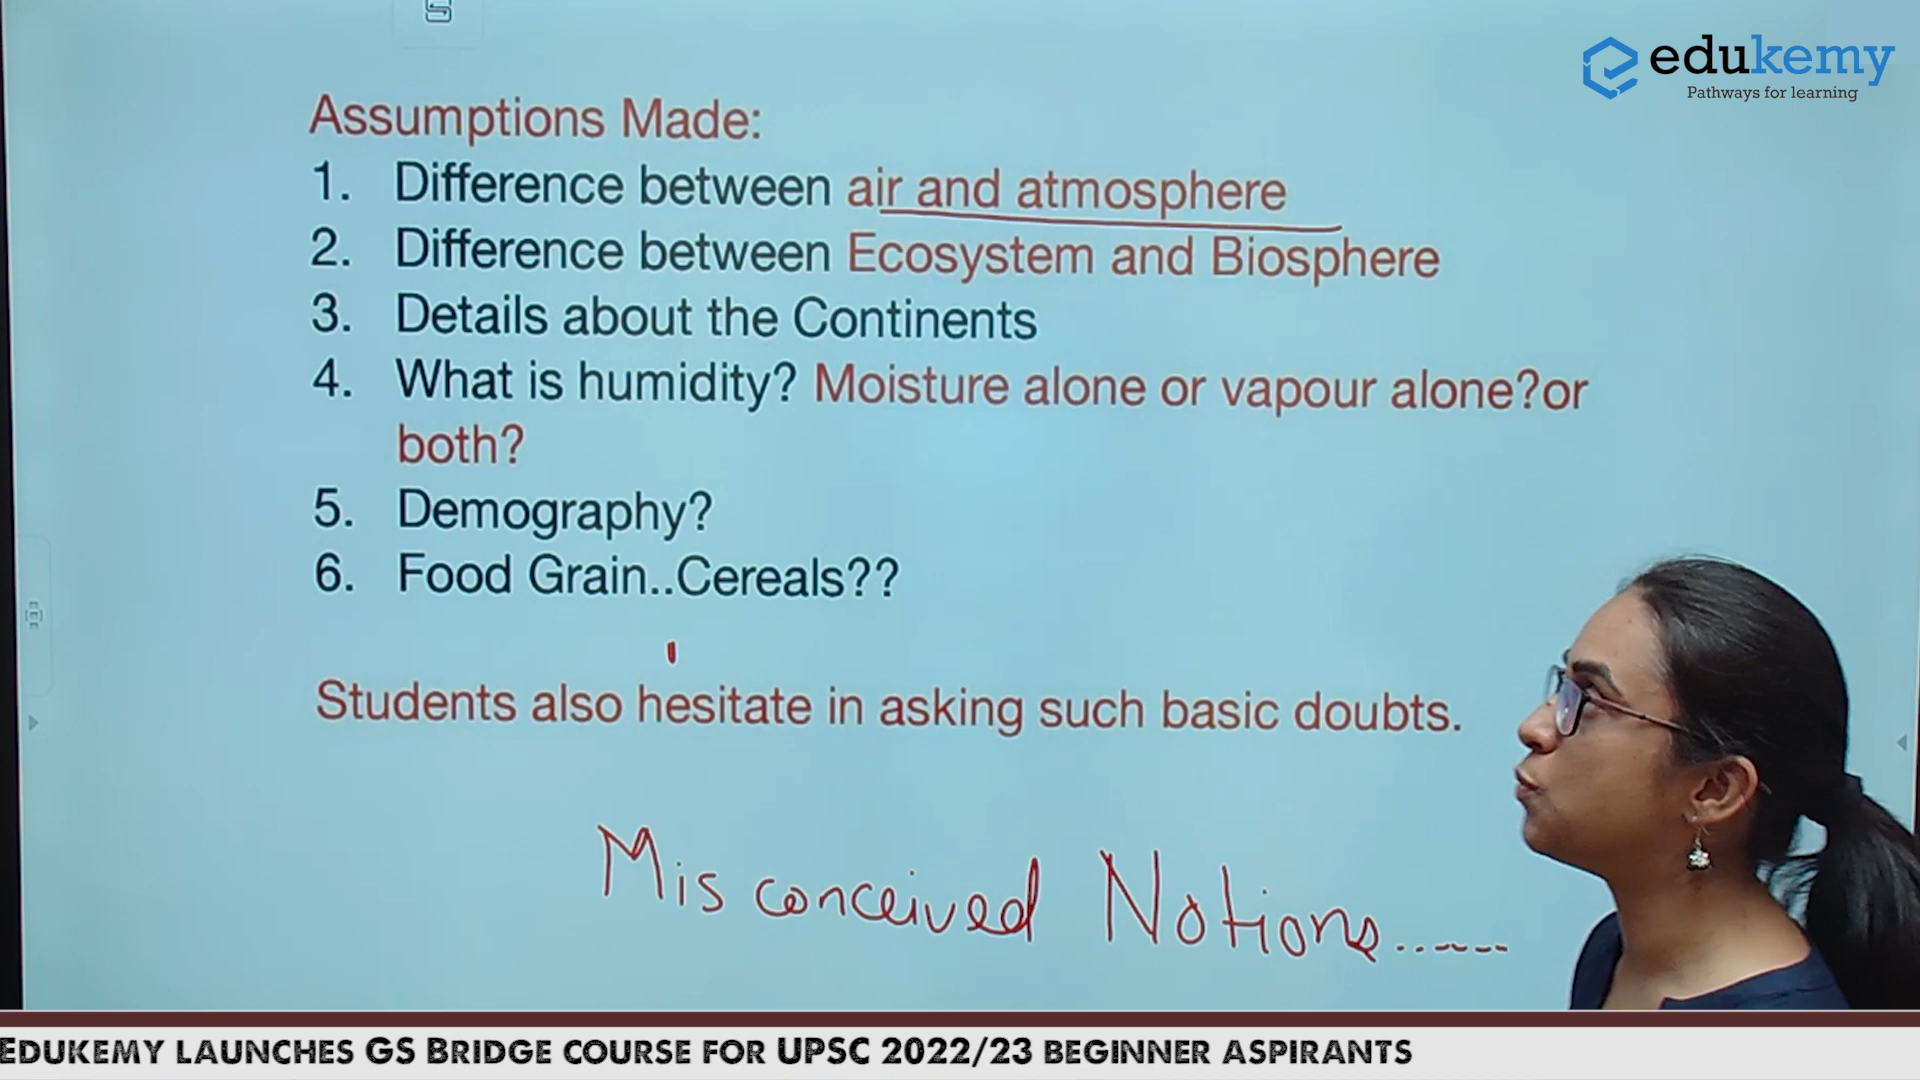 edukemy
Pathways for learning
Assumptions Made:
1. Difference between air and atmosphere
2. Difference between Ecosystem and Biosphere
3. Details about the Continents
4. What is humidity? Moisture alone or vapour alone?or
both?
5. Demography?
6. Food Grain..Cereals??
Students also hesitate in asking such basic doubts.
Mis conceived Notions......
EDUKEMY LAUNCHES GS BRIDGE COURSE FOR UPSC 2022/23 BEGINNER ASPIRANTS